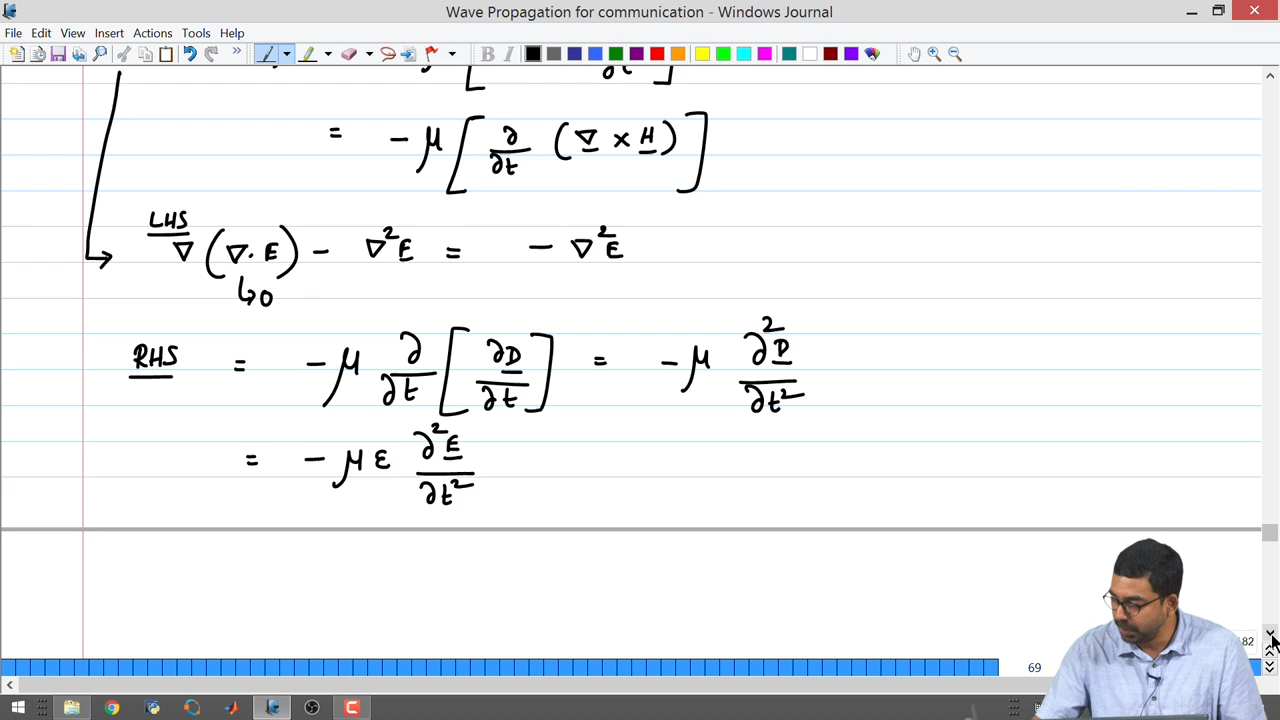 Wave Propagation for communication - Windows Journal
File Edit View Insert Actions Tools Help
= - μ [ ∂/∂t (∇ × H) ]
LHS
∇ (∇ · E) - ∇²E = - ∇²E
↳ 0
RHS = - μ ∂/∂t [ ∂D/∂t ] = - μ ∂²D/∂t²
= - μ ε ∂²E/∂t²
82
69